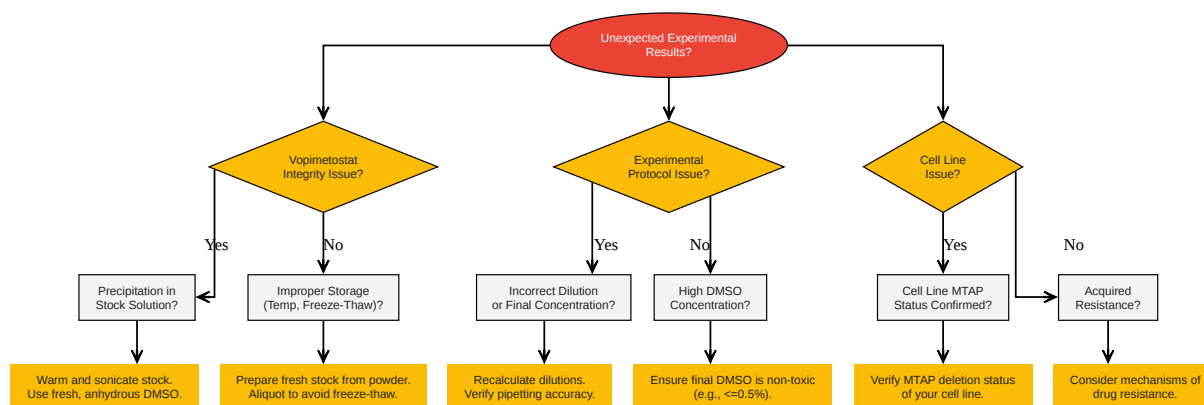 Unexpected Experimental
Results?
Vopimetostat
Integrity Issue?
Experimental
Protocol Issue?
Cell Line
Issue?
Yes
No
Yes
No
Yes
No
Precipitation in
Stock Solution?
Improper Storage
(Temp, Freeze-Thaw)?
Incorrect Dilution
or Final Concentration?
High DMSO
Concentration?
Cell Line MTAP
Status Confirmed?
Acquired
Resistance?
Warm and sonicate stock.
Use fresh, anhydrous DMSO.
Prepare fresh stock from powder.
Aliquot to avoid freeze-thaw.
Recalculate dilutions.
Verify pipetting accuracy.
Ensure final DMSO is non-toxic
(e.g., <=0.5%).
Verify MTAP deletion status
of your cell line.
Consider mechanisms of
drug resistance.